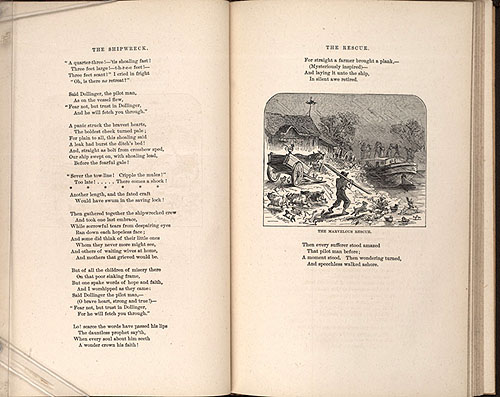 THE SHIPWRECK.
"A quarter-three!—'tis shoaling fast!
Three feet large!—t-h-r-e-e feet!—
Three feet scant!" I cried in fright
"Oh, is there no retreat?"
Said Dollinger, the pilot man,
As on the vessel flew,
"Fear not, but trust in Dollinger,
And he will fetch you through."
A panic struck the bravest hearts,
The boldest cheek turned pale;
For plain to all, this shoaling said
A leak had burst the ditch's bed!
And, straight as bolt from crossbow sped,
Our ship swept on, with shoaling lead,
Before the fearful gale!
"Sever the tow-line! Cripple the mules!"
Too late! . . . . There comes a shock!
* * * * * *
Another length, and the fated craft
Would have swum in the saving lock!
Then gathered together the shipwrecked crew
And took one last embrace,
While sorrowful tears from despairing eyes
Ran down each hopeless face;
And some did think of their little ones
Whom they never more might see,
And others of waiting wives at home,
And mothers that grieved would be.
But of all the children of misery there
On that poor sinking frame,
But one spake words of hope and faith,
And I worshipped as they came:
Said Dollinger the pilot man,—
(O brave heart, strong and true!)—
"Fear not, but trust in Dollinger,
For he will fetch you through."
Lo! scarce the words have passed his lips
The dauntless prophet say'th,
When every soul about him seeth
A wonder crown his faith!
THE RESCUE.
For straight a farmer brought a plank,—
(Mysteriously inspired)—
And laying it unto the ship,
In silent awe retired.
THE MARVELOUS RESCUE.
Then every sufferer stood amazed
That pilot man before;
A moment stood. Then wondering turned,
And speechless walked ashore.